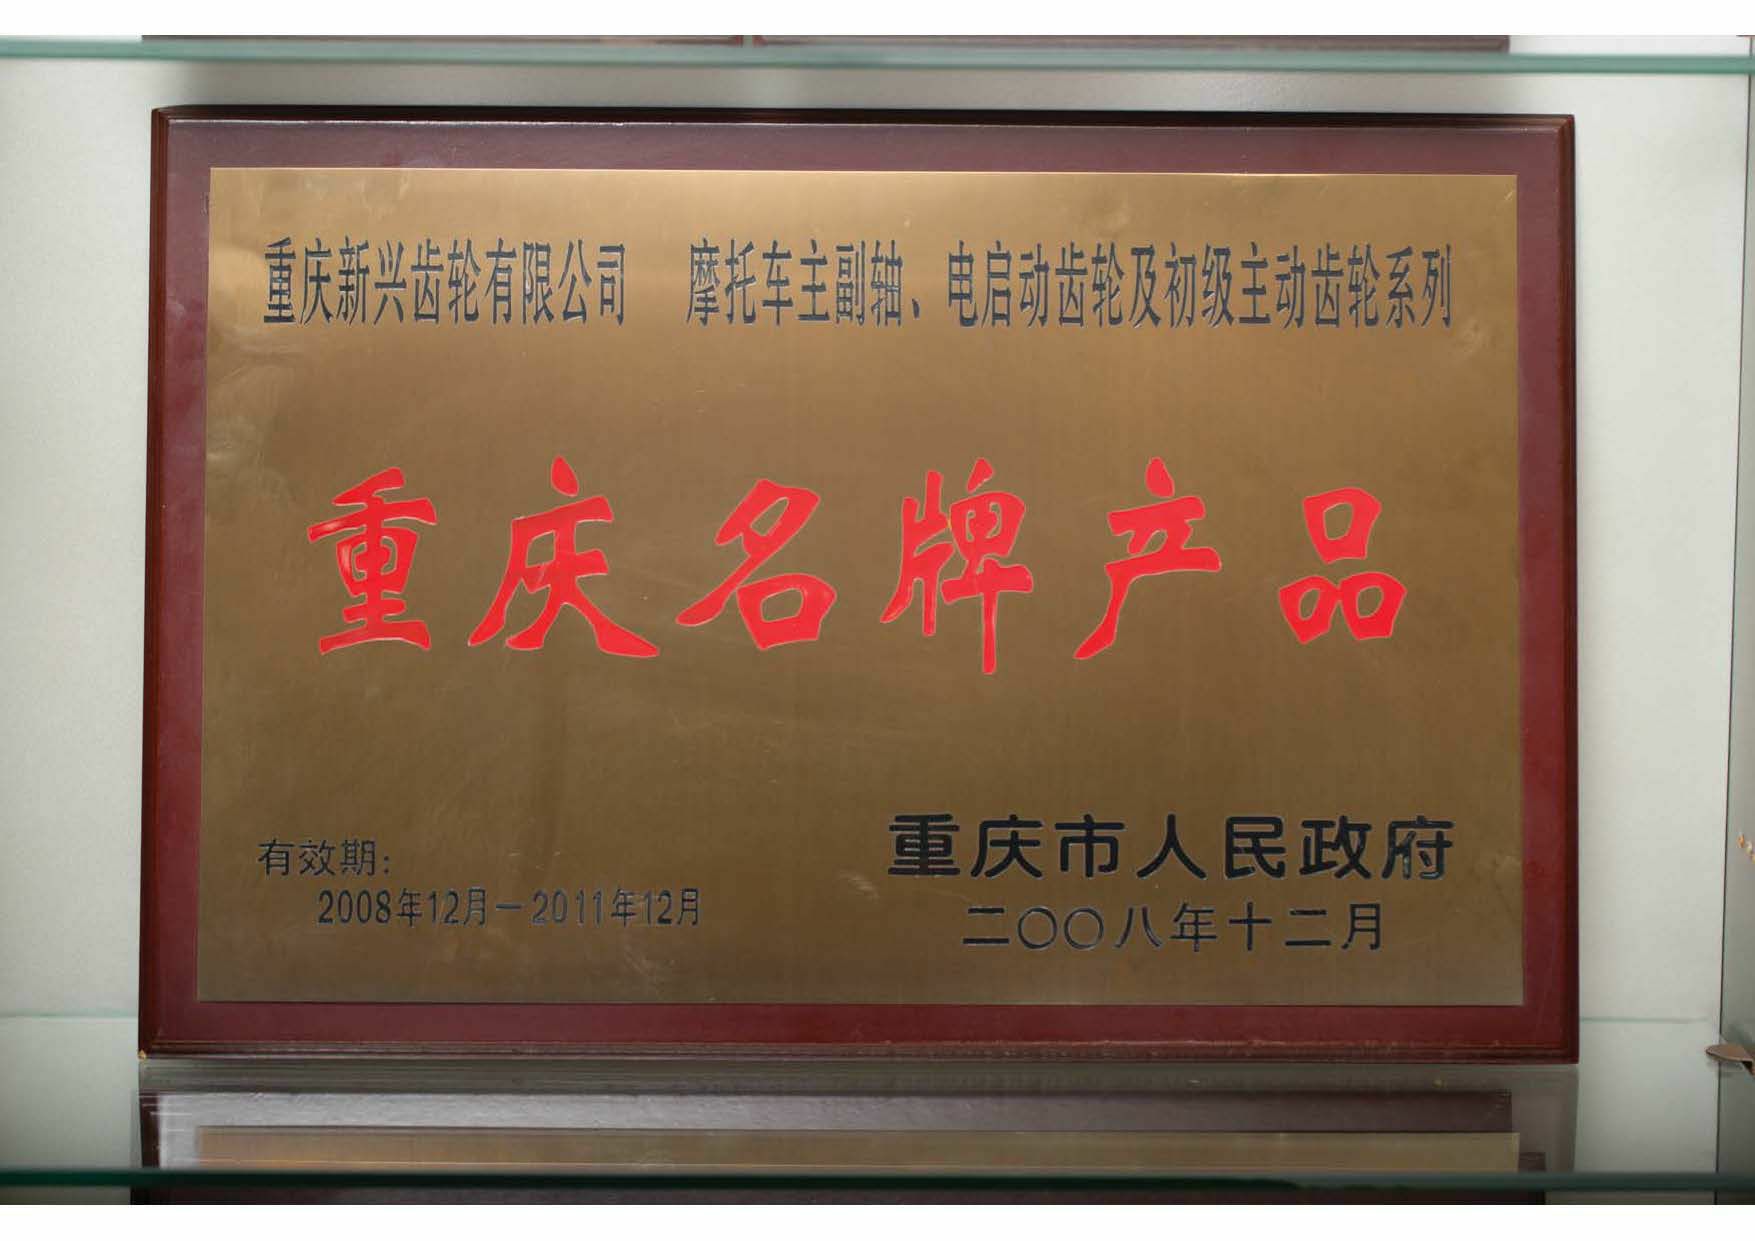 重庆新兴齿轮有限公司 摩托车主副轴、电启动齿轮及初级主动齿轮系列
重庆名牌产品
有效期:
2008年12月－2011年12月
重庆市人民政府
二〇〇八年十二月